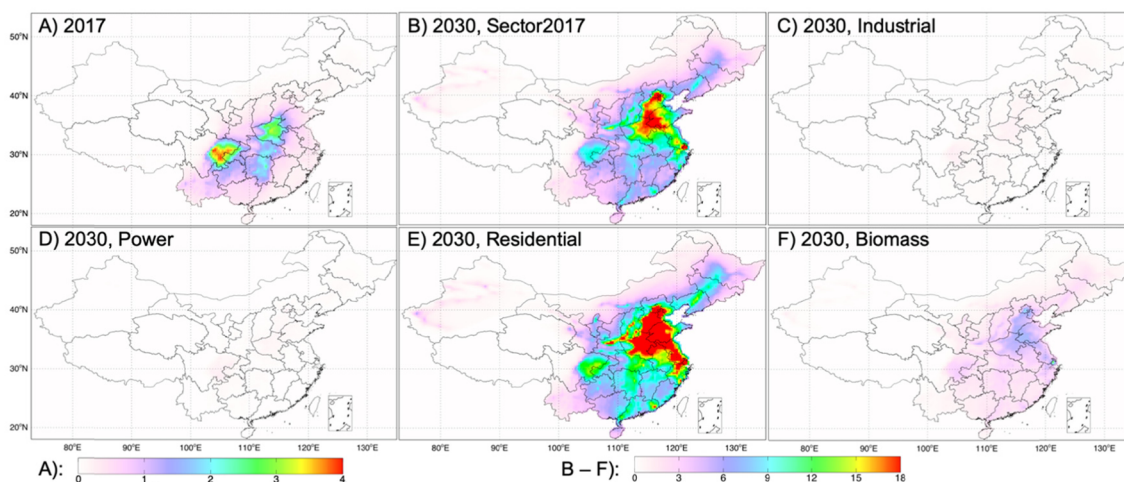 A) 2017
B) 2030, Sector2017
C) 2030, Industrial
50°N
40°N
30°N
20°N
D) 2030, Power
E) 2030, Residential
F) 2030, Biomass
50°N
40°N
30°N
20°N
80°E 90°E 100°E 110°E 120°E 130°E
80°E 90°E 100°E 110°E 120°E 130°E
80°E 90°E 100°E 110°E 120°E 130°E
A):
0 1 2 3 4
B – F):
0 3 6 9 12 15 18